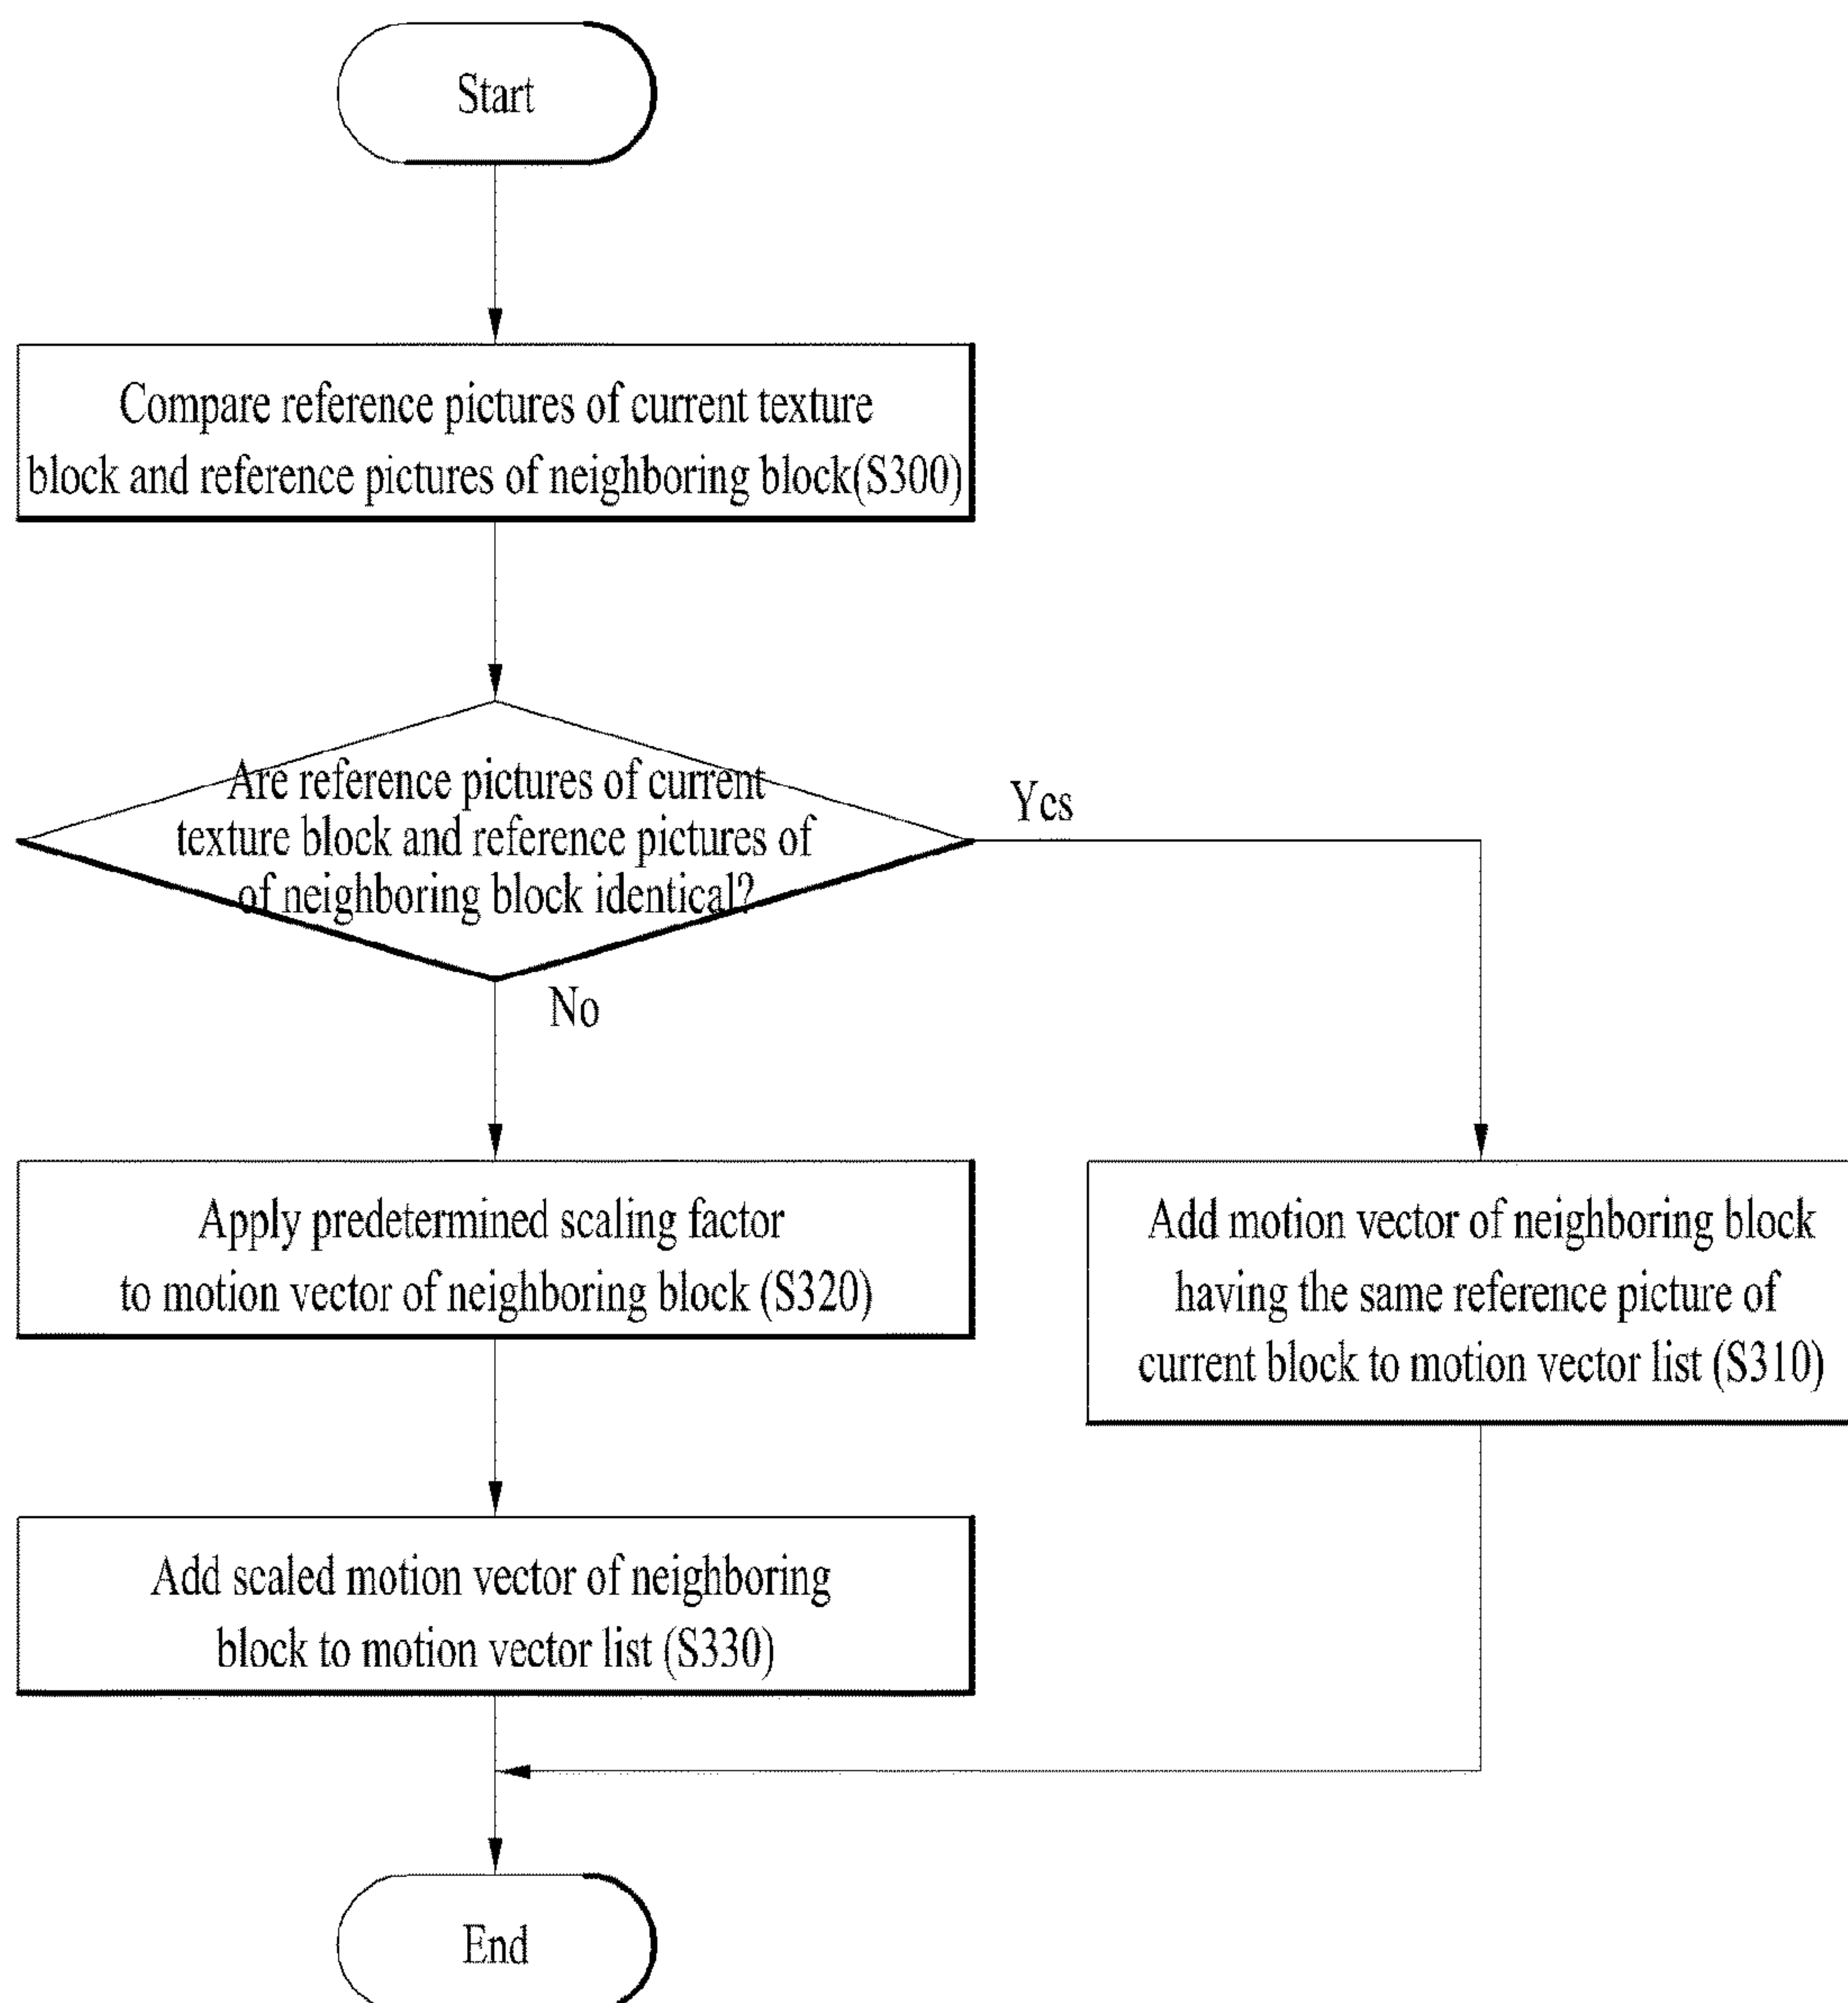 Start
Compare reference pictures of current texture
block and reference pictures of neighboring block(S300)
Are reference pictures of current
texture block and reference pictures of
of neighboring block identical?
Yes
No
Apply predetermined scaling factor
to motion vector of neighboring block (S320)
Add motion vector of neighboring block
having the same reference picture of
current block to motion vector list (S310)
Add scaled motion vector of neighboring
block to motion vector list (S330)
End